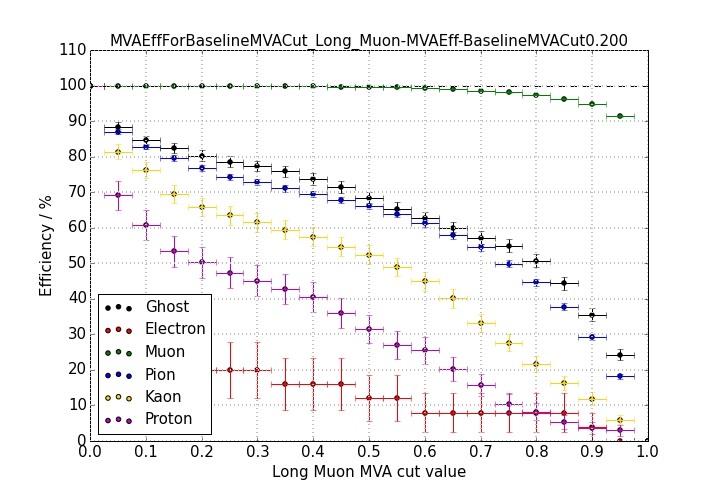 MVAEffForBaselineMVACut_Long_Muon-MVAEff-BaselineMVACut0.200
110
100
90
80
70
60
50
40
30
20
10
0
Efficiency / %
Ghost
Electron
Muon
Pion
Kaon
Proton
0.0 0.1 0.2 0.3 0.4 0.5 0.6 0.7 0.8 0.9 1.0
Long Muon MVA cut value